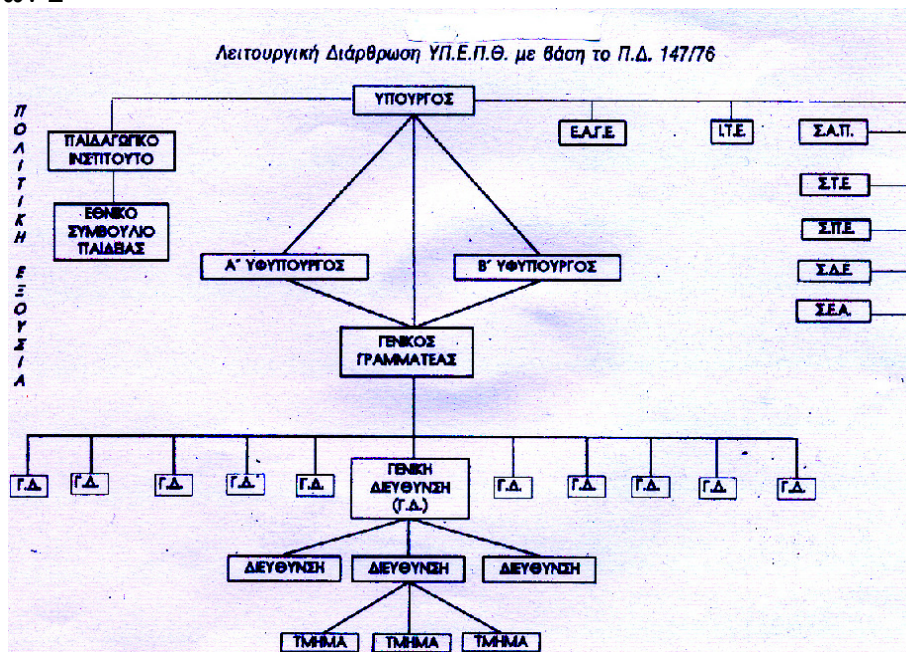 Λειτουργική Διάρθρωση ΥΠ.Ε.Π.Θ. με βάση το Π.Δ. 147/76
ΠΟΛΙΤΙΚΗ ΕΞΟΥΣΙΑ
ΥΠΟΥΡΓΟΣ
ΠΑΙΔΑΓΩΓΙΚΟ
ΙΝΣΤΙΤΟΥΤΟ
Ε.Α.Γ.Ε
Ι.Τ.Ε.
Σ.Α.Π.
ΕΘΝΙΚΟ
ΣΥΜΒΟΥΛΙΟ
ΠΑΙΔΕΙΑΣ
Σ.Τ.Ε
Σ.Π.Ε.
Α' ΥΦΥΠΟΥΡΓΟΣ
Β' ΥΦΥΠΟΥΡΓΟΣ
Σ.Δ.Ε
Σ.Ε.Α.
ΓΕΝΙΚΟΣ
ΓΡΑΜΜΑΤΕΑΣ
Γ.Δ.
Γ.Δ.
Γ.Δ.
Γ.Δ.
Γ.Δ.
ΓΕΝΙΚΗ
ΔΙΕΥΘΥΝΣΗ
(Γ.Δ.)
Γ.Δ.
Γ.Δ.
Γ.Δ.
Γ.Δ.
Γ.Δ.
ΔΙΕΥΘΥΝΣΗ
ΔΙΕΥΘΥΝΣΗ
ΔΙΕΥΘΥΝΣΗ
ΤΜΗΜΑ
ΤΜΗΜΑ
ΤΜΗΜΑ